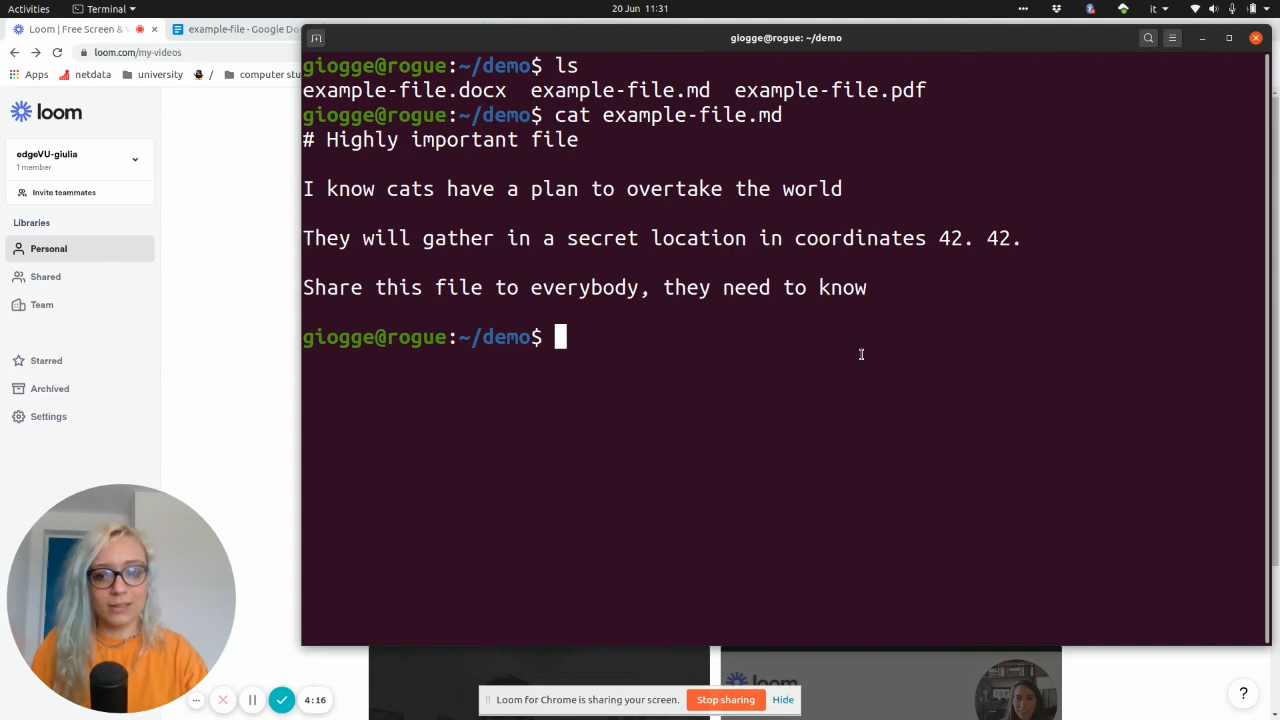 Activities
Terminal
20 Jun 11:31
it
Loom | Free Screen &
example-file - Google Do
loom.com/my-videos
Apps
netdata
university
/
computer stu
loom
edgeVU-giulia
1 member
Invite teammates
Libraries
Personal
Shared
Team
Starred
Archived
Settings
giogge@rogue: ~/demo
giogge@rogue:~/demo$ ls
example-file.docx example-file.md example-file.pdf
giogge@rogue:~/demo$ cat example-file.md
# Highly important file
I know cats have a plan to overtake the world
They will gather in a secret location in coordinates 42. 42.
Share this file to everybody, they need to know
giogge@rogue:~/demo$
4:16
Loom for Chrome is sharing your screen.
Stop sharing
Hide
loom
?